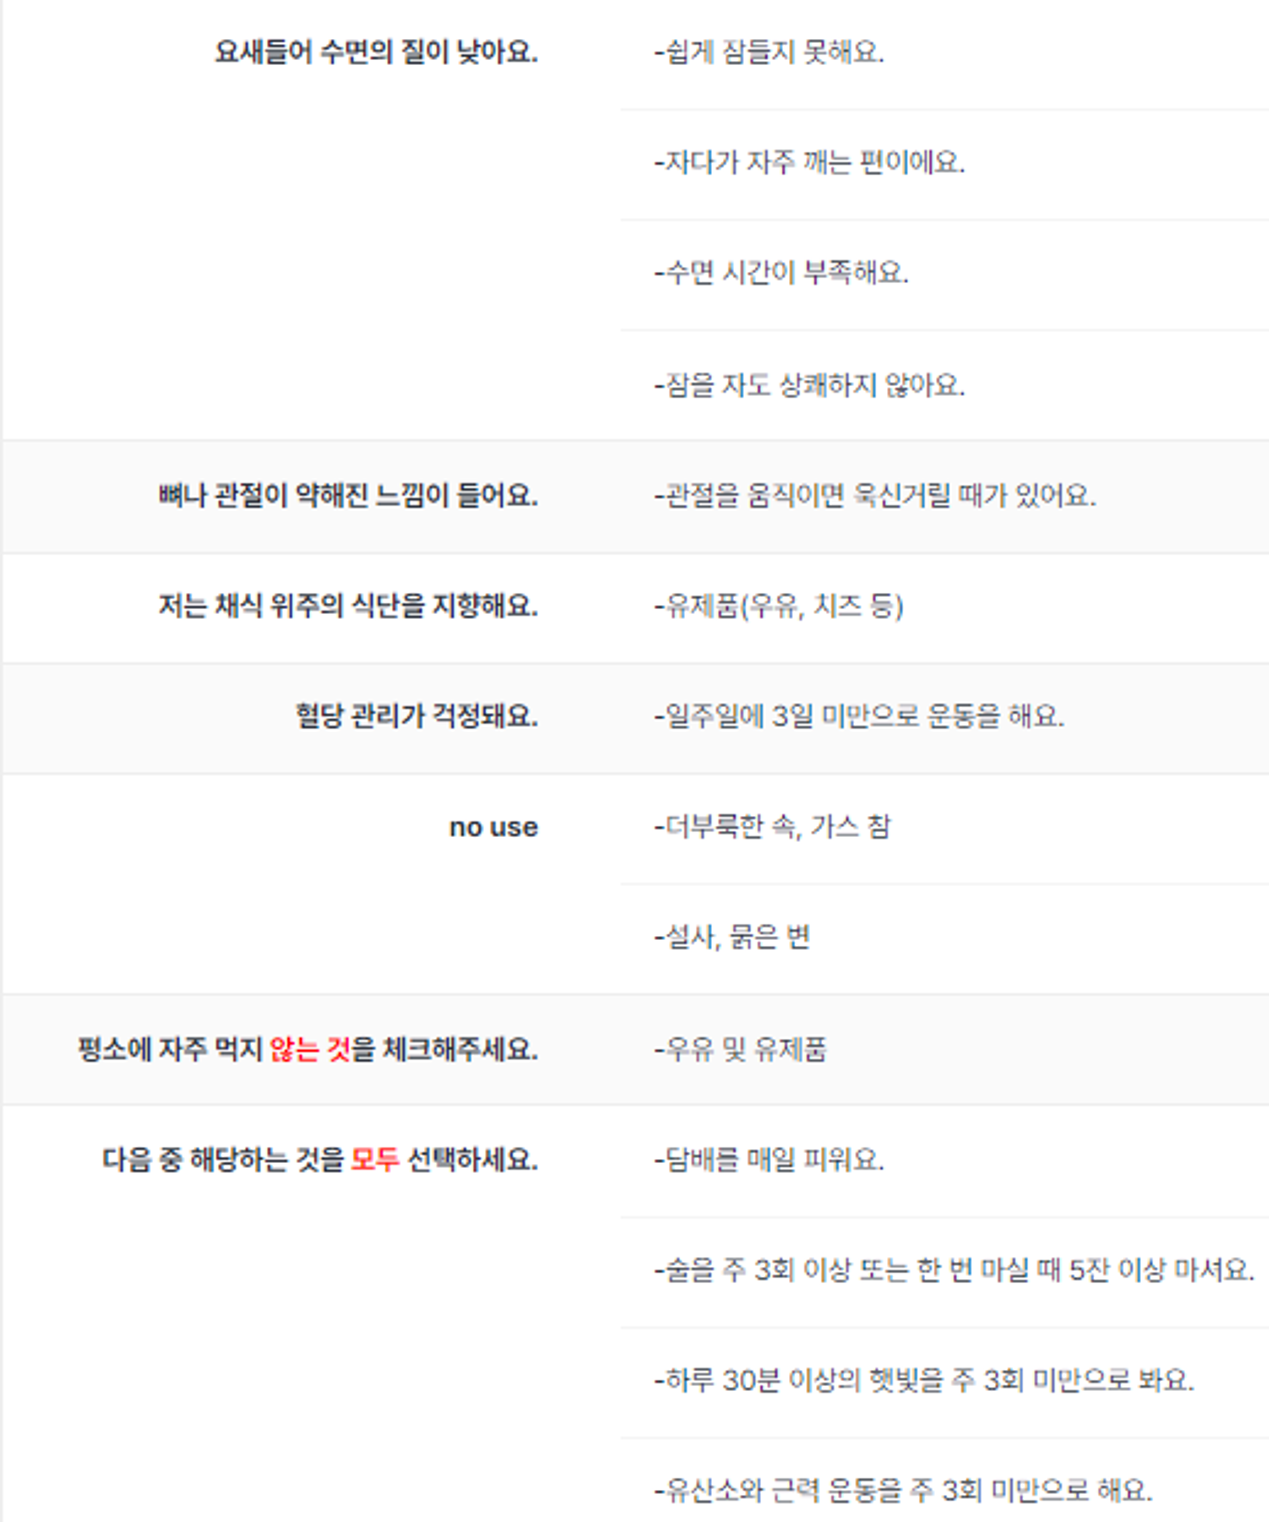 요새들어 수면의 질이 낮아요.
-쉽게 잠들지 못해요.
-자다가 자주 깨는 편이에요.
-수면 시간이 부족해요.
-잠을 자도 상쾌하지 않아요.
뼈나 관절이 약해진 느낌이 들어요.
-관절을 움직이면 욱신거릴 때가 있어요.
저는 채식 위주의 식단을 지향해요.
-유제품(우유, 치즈 등)
혈당 관리가 걱정돼요.
-일주일에 3일 미만으로 운동을 해요.
no use
-더부룩한 속, 가스 참
-설사, 묽은 변
평소에 자주 먹지 않는 것을 체크해주세요.
-우유 및 유제품
다음 중 해당하는 것을 모두 선택하세요.
-담배를 매일 피워요.
-술을 주 3회 이상 또는 한 번 마실 때 5잔 이상 마셔요.
-하루 30분 이상의 햇빛을 주 3회 미만으로 봐요.
-유산소와 근력 운동을 주 3회 미만으로 해요.